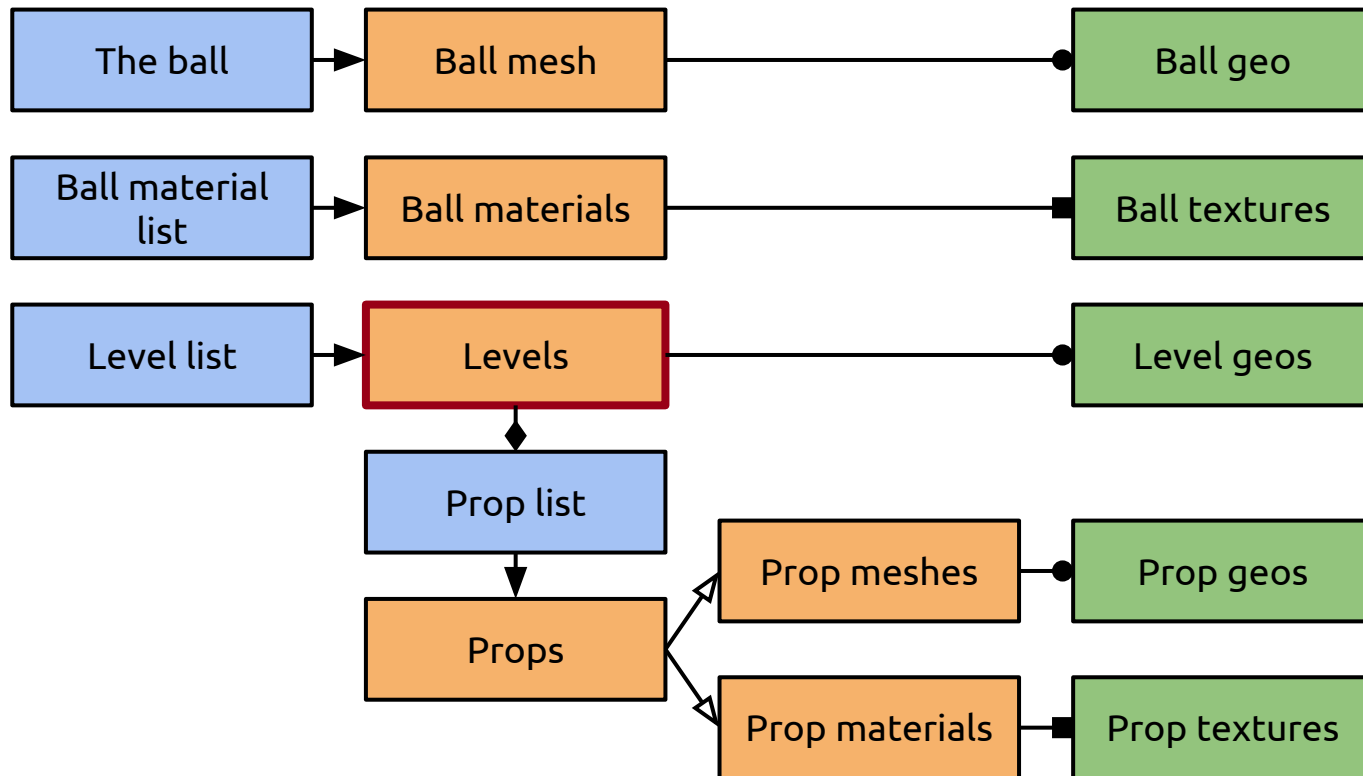 The ball
Ball mesh
Ball geo
Ball material
list
Ball materials
Ball textures
Level list
Levels
Level geos
Prop list
Prop meshes
Prop geos
Props
Prop materials
Prop textures